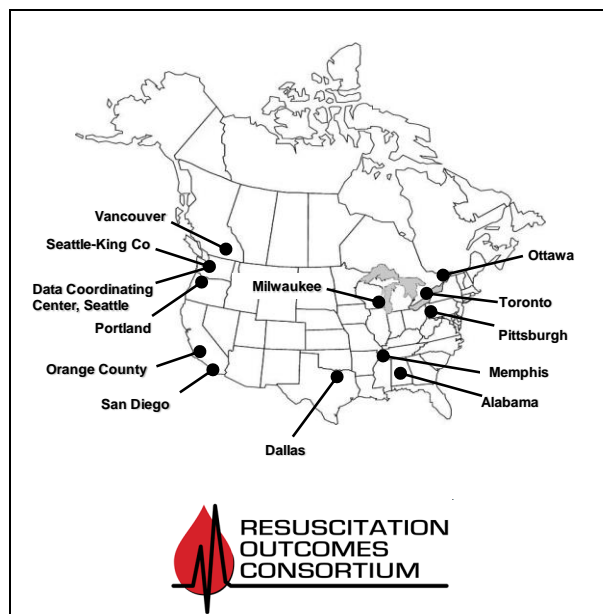 Vancouver
Seattle-King Co
Data Coordinating
Center, Seattle
Portland
Orange County
San Diego
Dallas
Milwaukee
Ottawa
Toronto
Pittsburgh
Memphis
Alabama
RESUSCITATION
OUTCOMES
CONSORTIUM